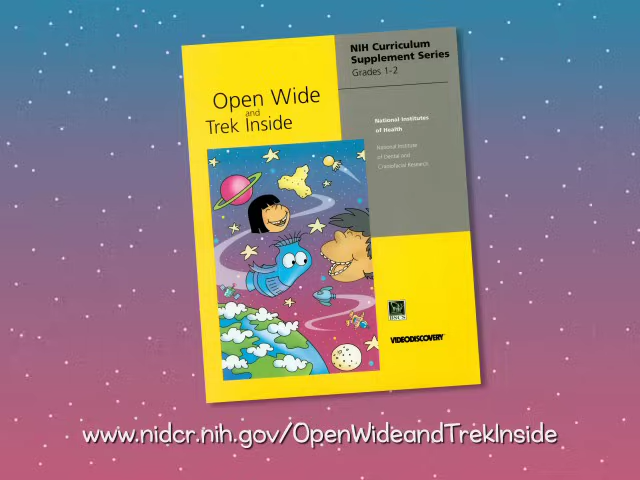 NIH Curriculum
Supplement Series
Grades 1-2
Open Wide
and
Trek Inside
National Institutes
of Health
National Institute
of Dental and
Craniofacial Research
BSCS
VIDEODISCOVERY
www.nidcr.nih.gov/OpenWideandTrekInside